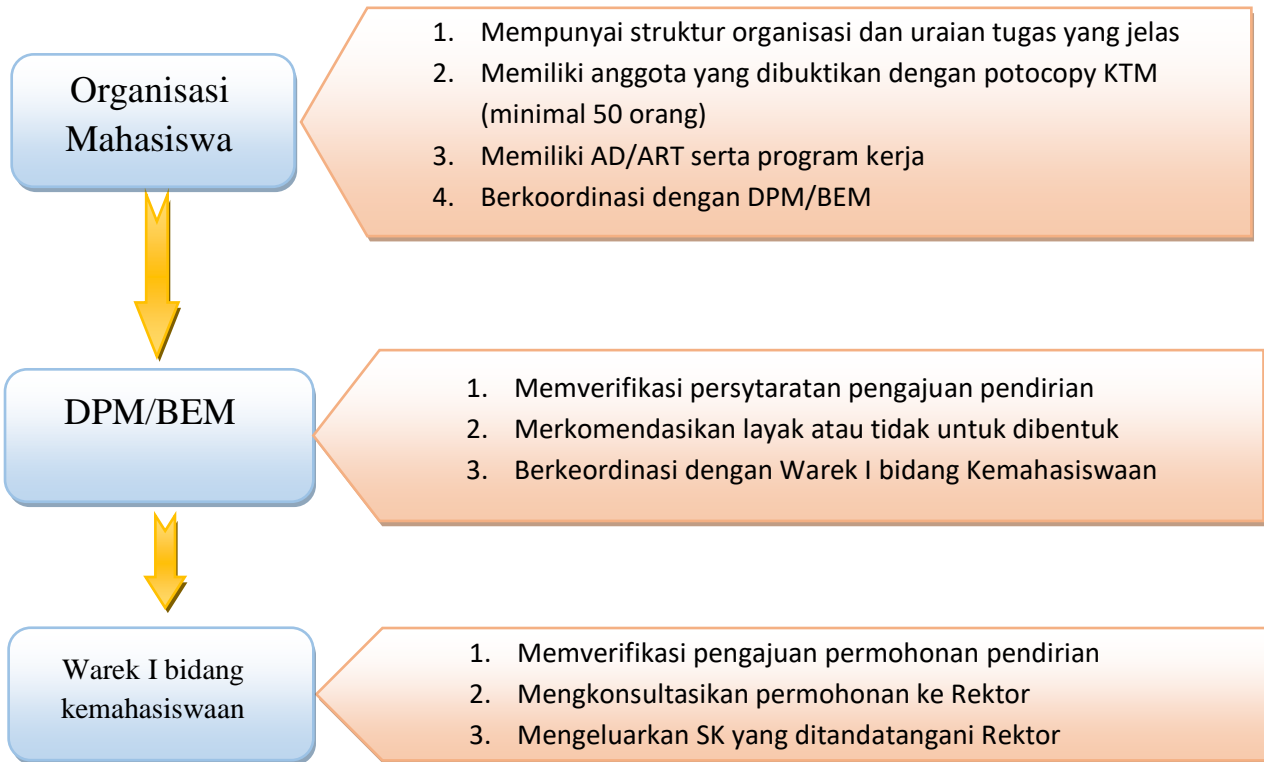 Organisasi
Mahasiswa
1. Mempunyai struktur organisasi dan uraian tugas yang jelas
2. Memiliki anggota yang dibuktikan dengan potocopy KTM
(minimal 50 orang)
3. Memiliki AD/ART serta program kerja
4. Berkoordinasi dengan DPM/BEM
DPM/BEM
1. Memverifikasi persytaratan pengajuan pendirian
2. Merkomendasikan layak atau tidak untuk dibentuk
3. Berkeordinasi dengan Warek I bidang Kemahasiswaan
Warek I bidang
kemahasiswaan
1. Memverifikasi pengajuan permohonan pendirian
2. Mengkonsultasikan permohonan ke Rektor
3. Mengeluarkan SK yang ditandatangani Rektor